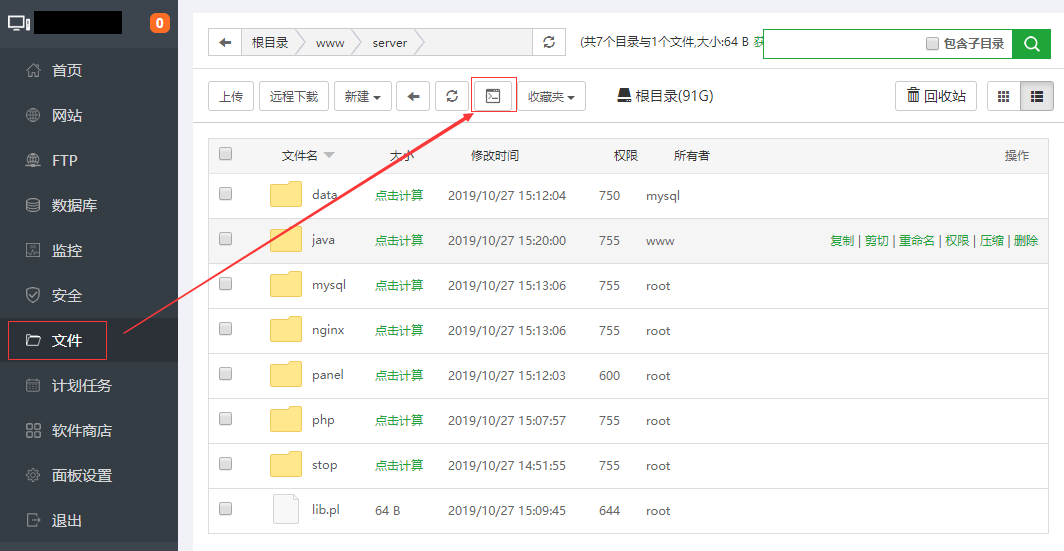 0
首页
网站
FTP
数据库
监控
安全
文件
计划任务
软件商店
面板设置
退出
根目录 www server (共7个目录与1个文件,大小:64 B 获 包含子目录
上传 远程下载 新建 收藏夹 根目录(91G) 回收站
文件名 大小 修改时间 权限 所有者 操作
data 点击计算 2019/10/27 15:12:04 750 mysql
java 点击计算 2019/10/27 15:20:00 755 www 复制 | 剪切 | 重命名 | 权限 | 压缩 | 删除
mysql 点击计算 2019/10/27 15:13:06 755 root
nginx 点击计算 2019/10/27 15:13:06 755 root
panel 点击计算 2019/10/27 15:12:03 600 root
php 点击计算 2019/10/27 15:07:57 755 root
stop 点击计算 2019/10/27 14:51:55 755 root
lib.pl 64 B 2019/10/27 15:09:45 644 root